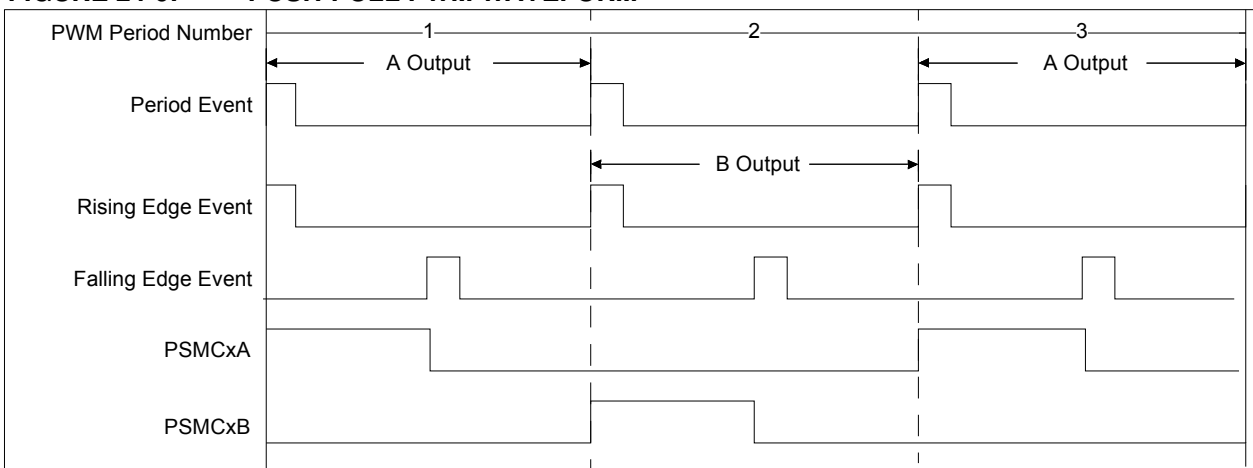 PWM Period Number 1 2 3
A Output A Output
Period Event
B Output
Rising Edge Event
Falling Edge Event
PSMCxA
PSMCxB